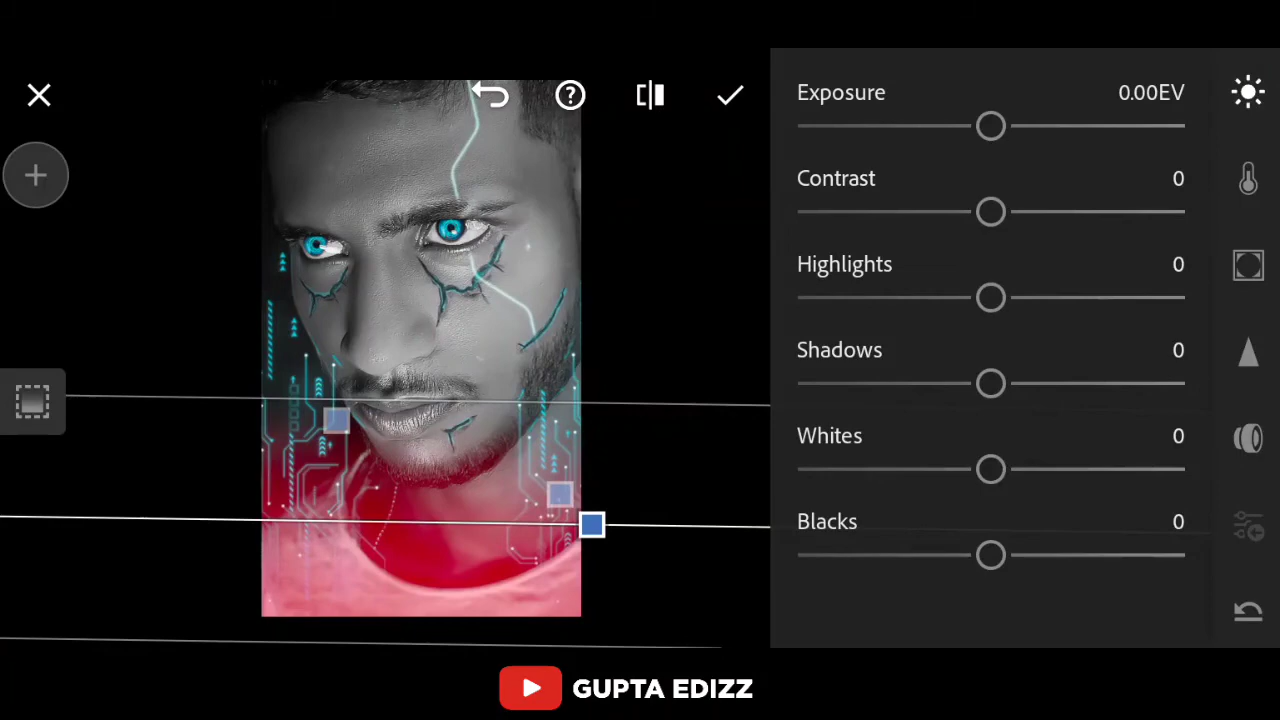 Exposure 0.00EV
Contrast 0
Highlights 0
Shadows 0
Whites 0
Blacks 0
GUPTA EDIZZ